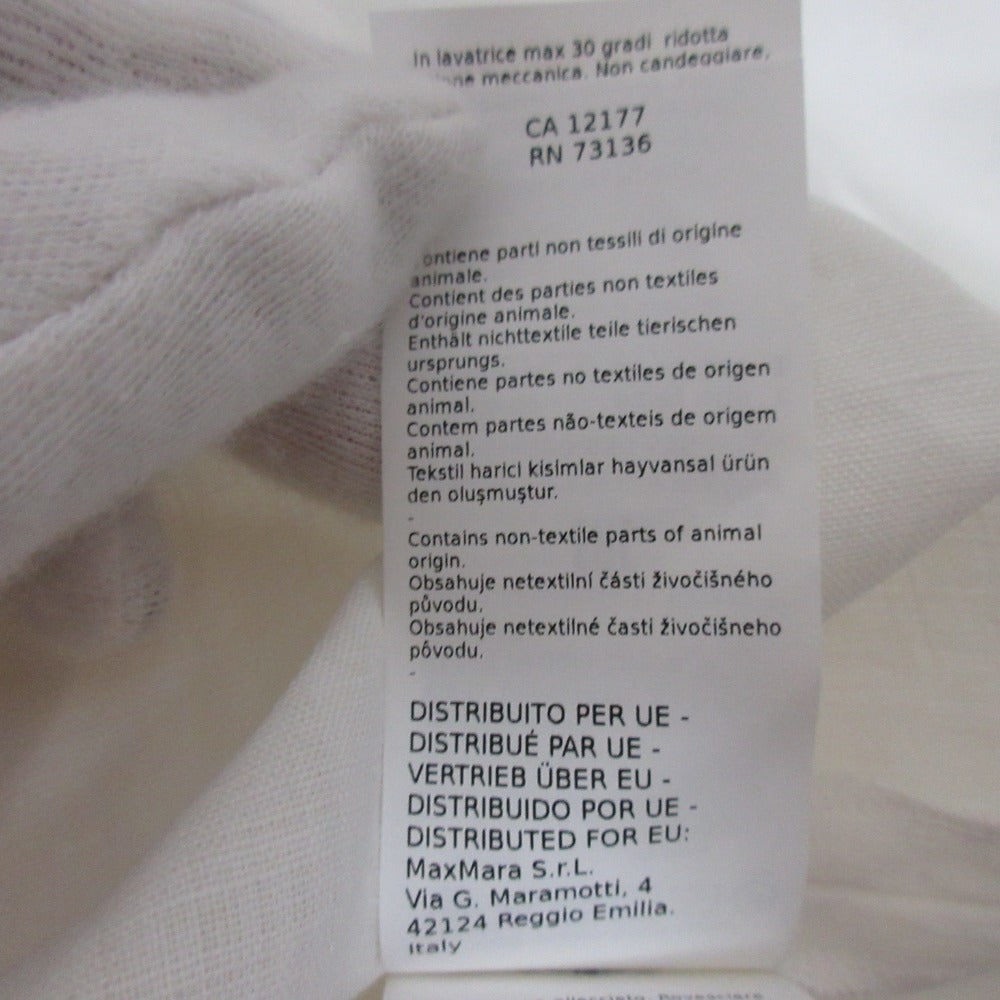 In lavatrice max 30 gradi ridotta
meccanica. Non candeggiare,
CA 12177
RN 73136
ontiene parti non tessili di origine
animale.
Contient des parties non textiles
d'origine animale.
Enthält nichttextile teile tierischen
ursprungs.
Contiene partes no textiles de origen
animal.
Contem partes não-texteis de origem
animal.
Tekstil harici kisimlar hayvansal ürün
den oluşmuştur.
-
Contains non-textile parts of animal
origin.
Obsahuje netextilní části živočišného
původu.
Obsahuje netextilné časti živočišneho
pôvodu.
-
DISTRIBUITO PER UE -
DISTRIBUÉ PAR UE -
VERTRIEB ÜBER EU -
DISTRIBUIDO POR UE -
DISTRIBUTED FOR EU:
MaxMara S.r.L.
Via G. Maramotti, 4
42124 Reggio Emilia.
Italy